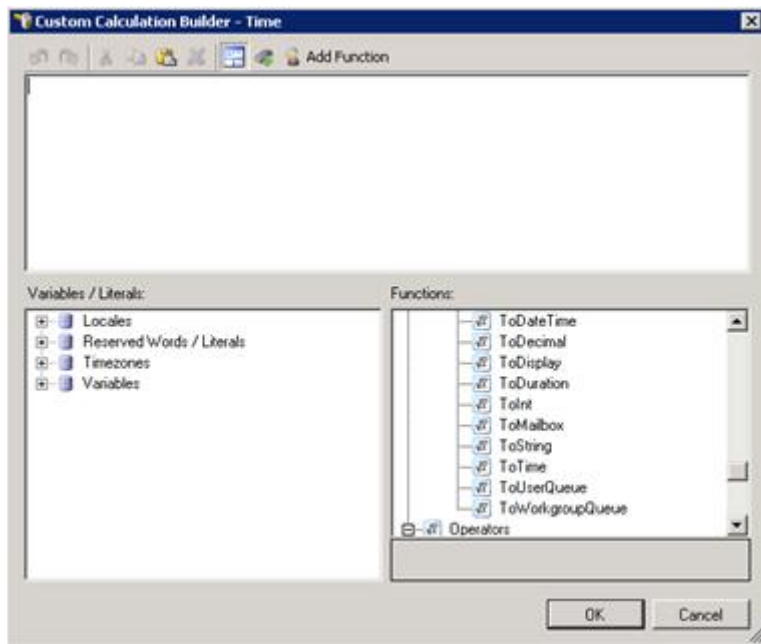 Custom Calculation Builder - Time
Add Function
Variables / Literals:
Functions:
Locales
Reserved Words / Literals
Timezones
Variables
ToDateTime
ToDecimal
ToDisplay
ToDuration
ToInt
ToMailbox
ToString
ToTime
ToUserQueue
ToWorkgroupQueue
Operators
OK
Cancel